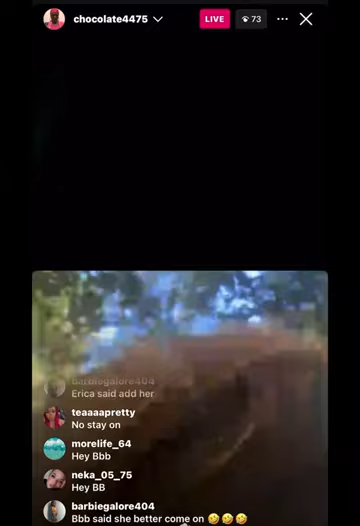 chocolate4475
LIVE
73
barbiegalore404
Erica said add her
teaaaapretty
No stay on
morelife_64
Hey Bbb
neka_05_75
Hey BB
barbiegalore404
Bbb said she better come on 🤣🤣🤣